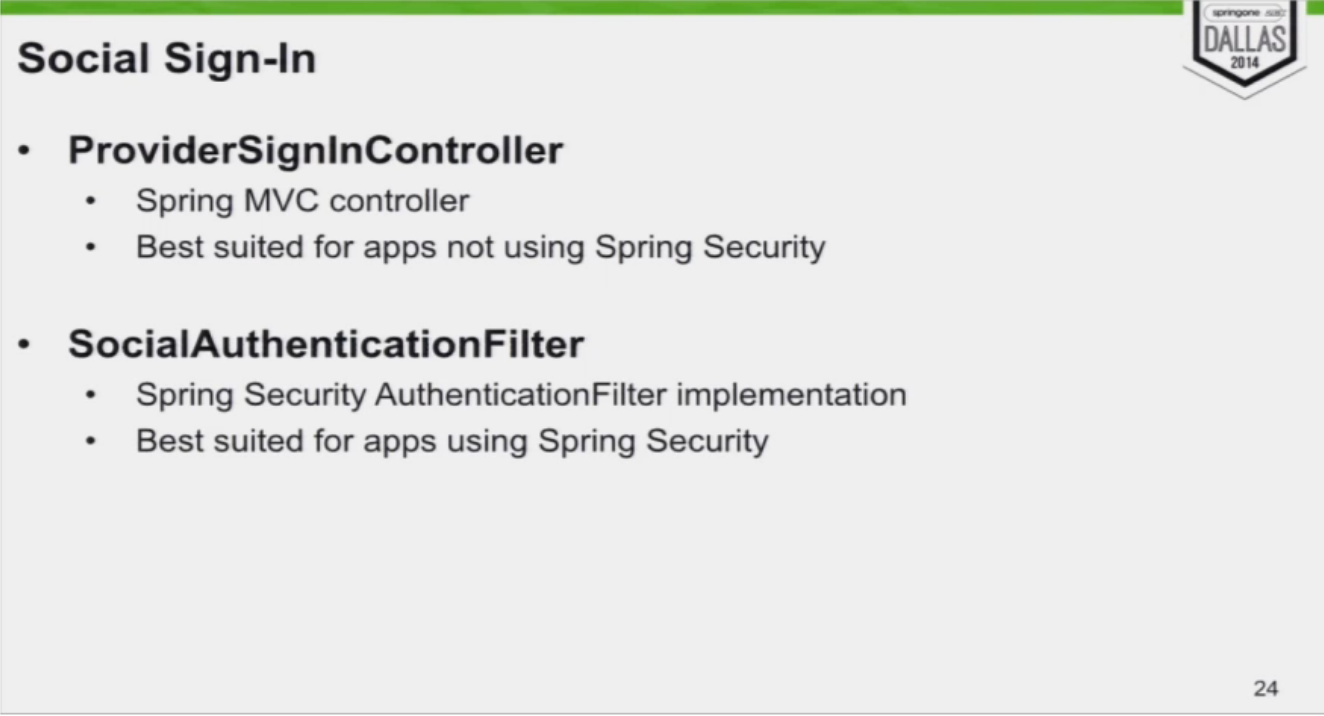 springone
DALLAS
2014
Social Sign-In
• ProviderSignInController
• Spring MVC controller
• Best suited for apps not using Spring Security
• SocialAuthenticationFilter
• Spring Security AuthenticationFilter implementation
• Best suited for apps using Spring Security
24